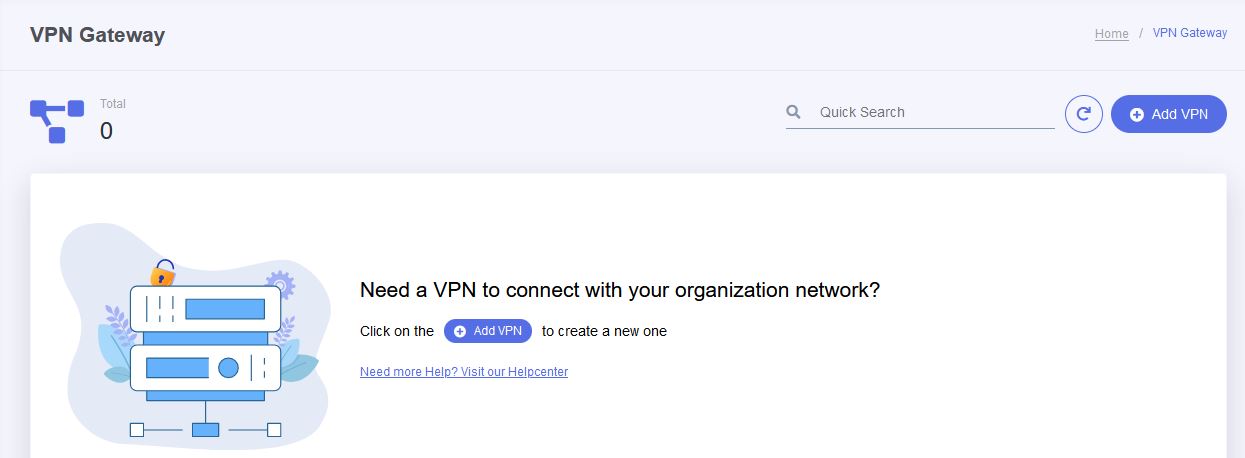 VPN Gateway
Home / VPN Gateway
Total
0
Quick Search
Add VPN
Need a VPN to connect with your organization network?
Click on the Add VPN to create a new one
Need more Help? Visit our Helpcenter